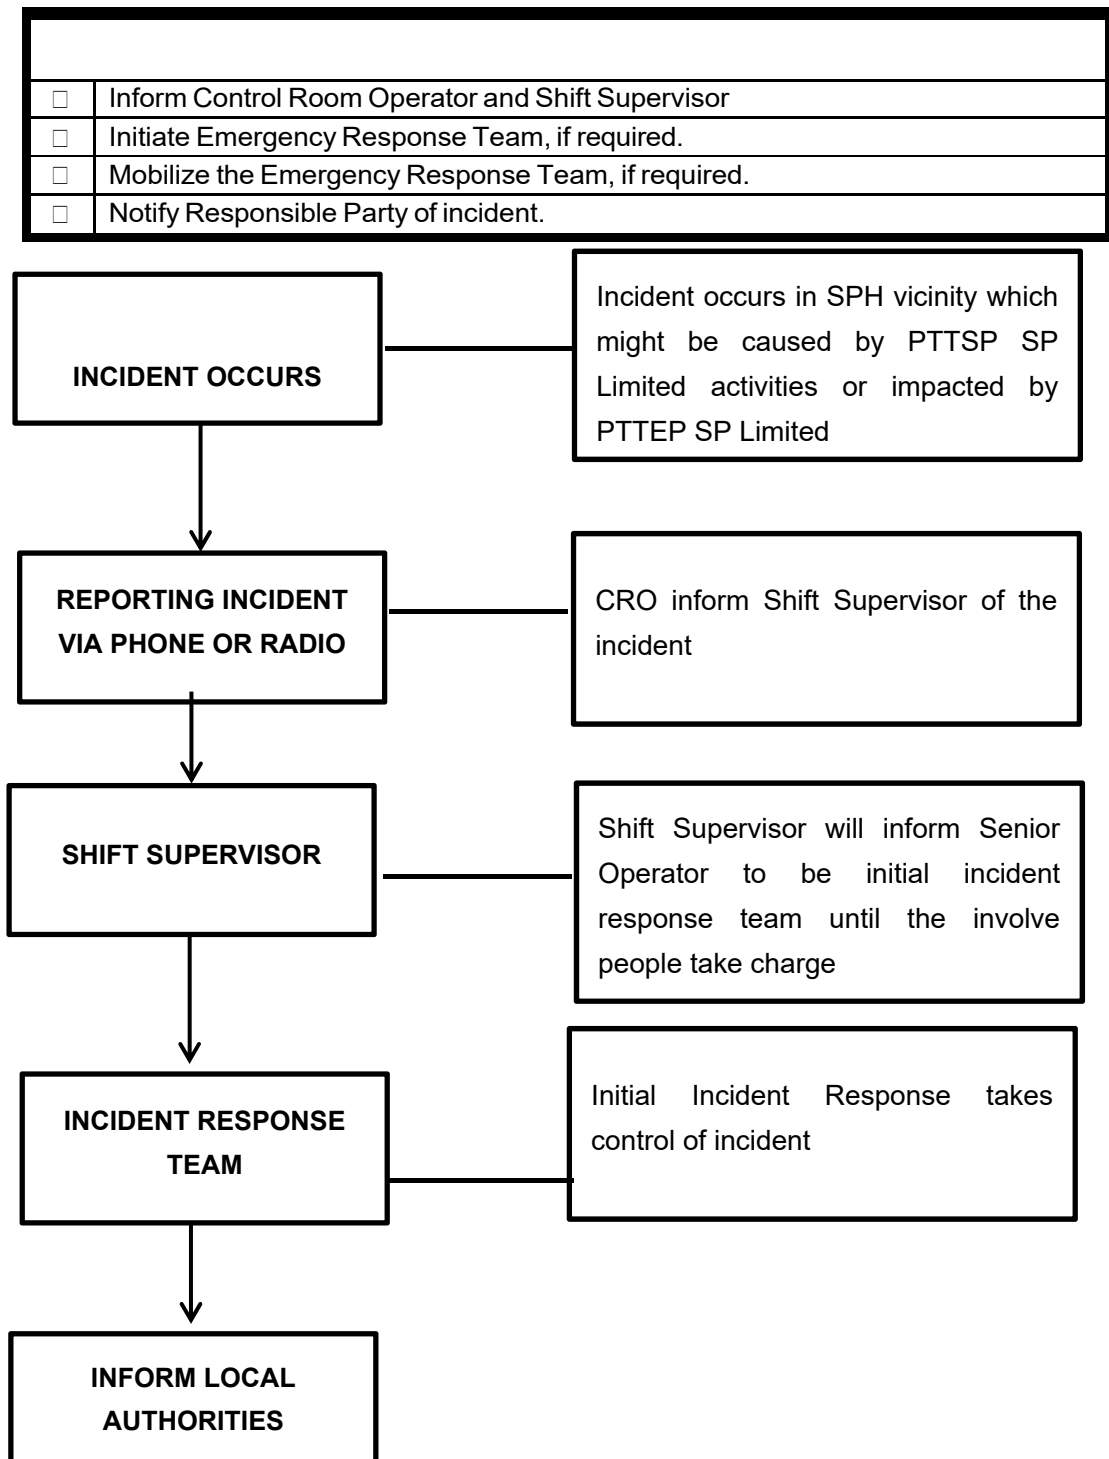 ☐ Inform Control Room Operator and Shift Supervisor
☐ Initiate Emergency Response Team, if required.
☐ Mobilize the Emergency Response Team, if required.
☐ Notify Responsible Party of incident.
INCIDENT OCCURS
Incident occurs in SPH vicinity which
might be caused by PTTSP SP
Limited activities or impacted by
PTTEP SP Limited
REPORTING INCIDENT
VIA PHONE OR RADIO
CRO inform Shift Supervisor of the
incident
SHIFT SUPERVISOR
Shift Supervisor will inform Senior
Operator to be initial incident
response team until the involve
people take charge
INCIDENT RESPONSE
TEAM
Initial Incident Response takes
control of incident
INFORM LOCAL
AUTHORITIES